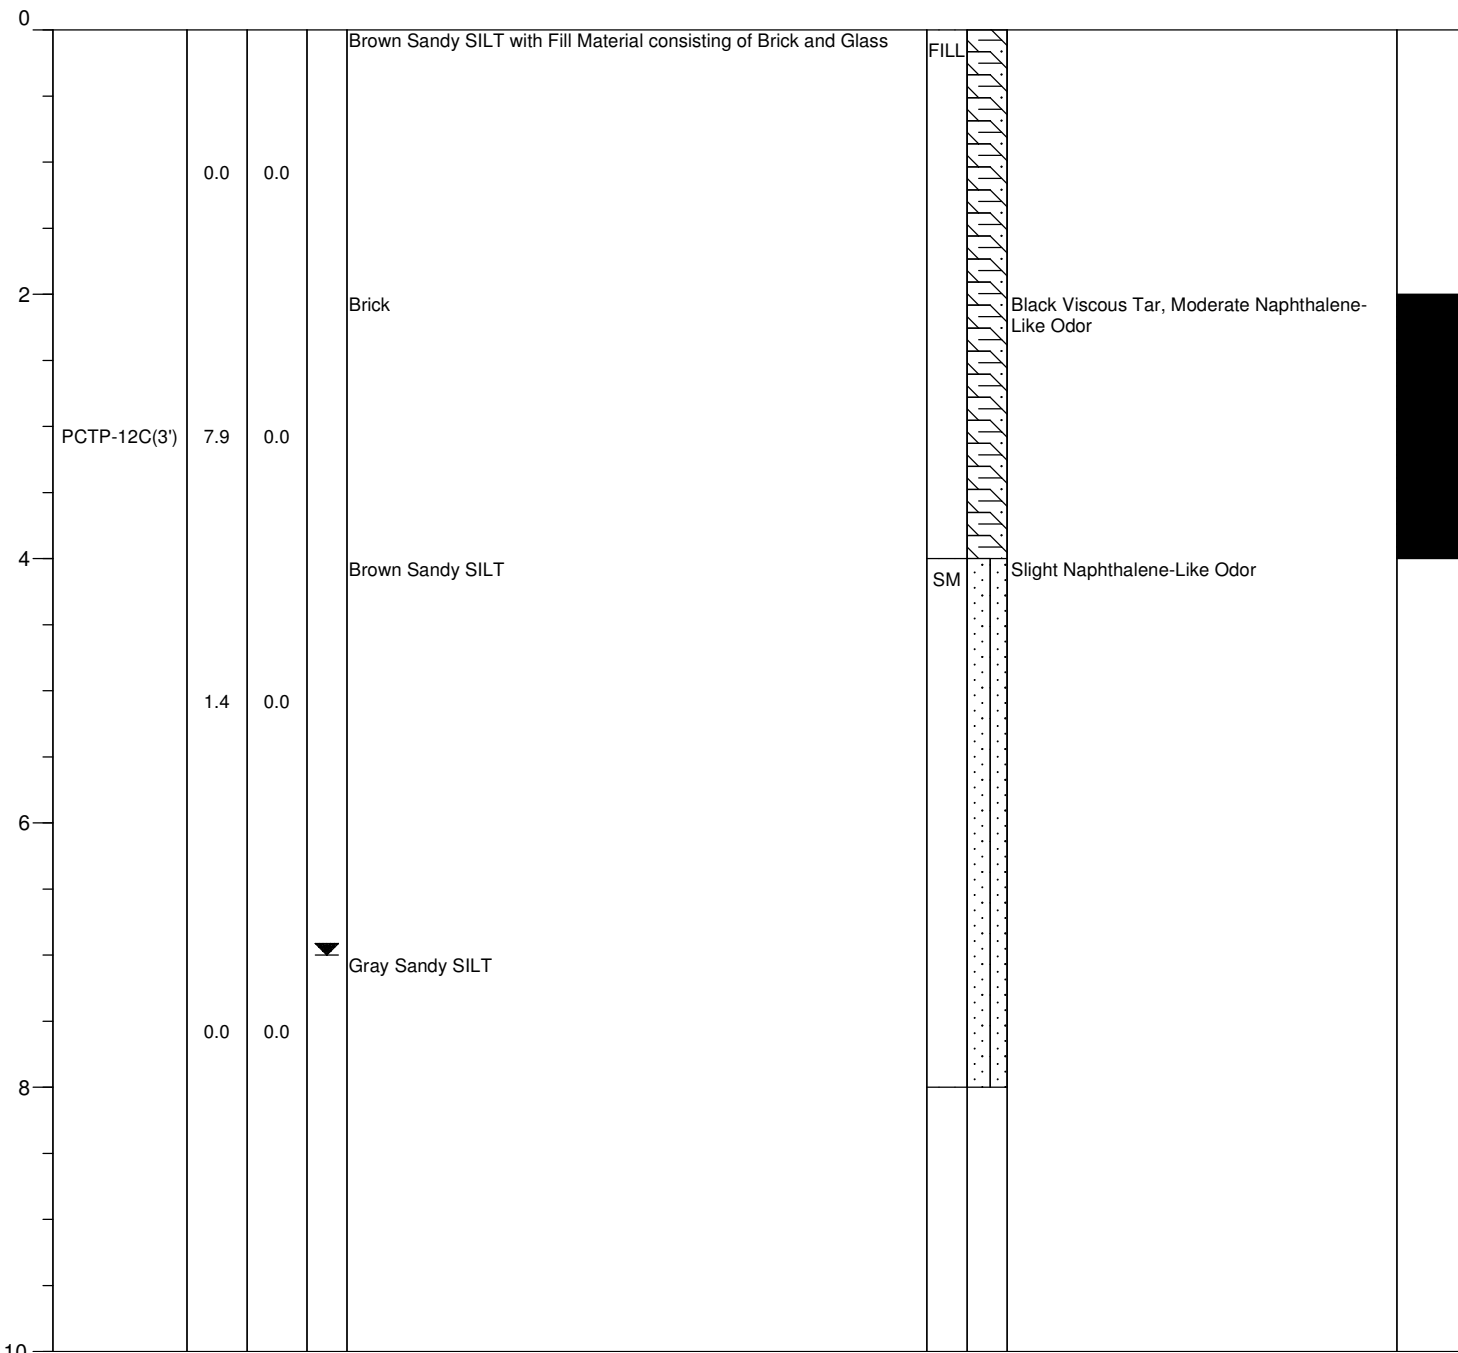 0
Brown Sandy SILT with Fill Material consisting of Brick and Glass
FILL
0.0 0.0
2
Brick
Black Viscous Tar, Moderate Naphthalene-
Like Odor
PCTP-12C(3') 7.9 0.0
4
Brown Sandy SILT
SM
Slight Naphthalene-Like Odor
1.4 0.0
6
Gray Sandy SILT
0.0 0.0
8
10